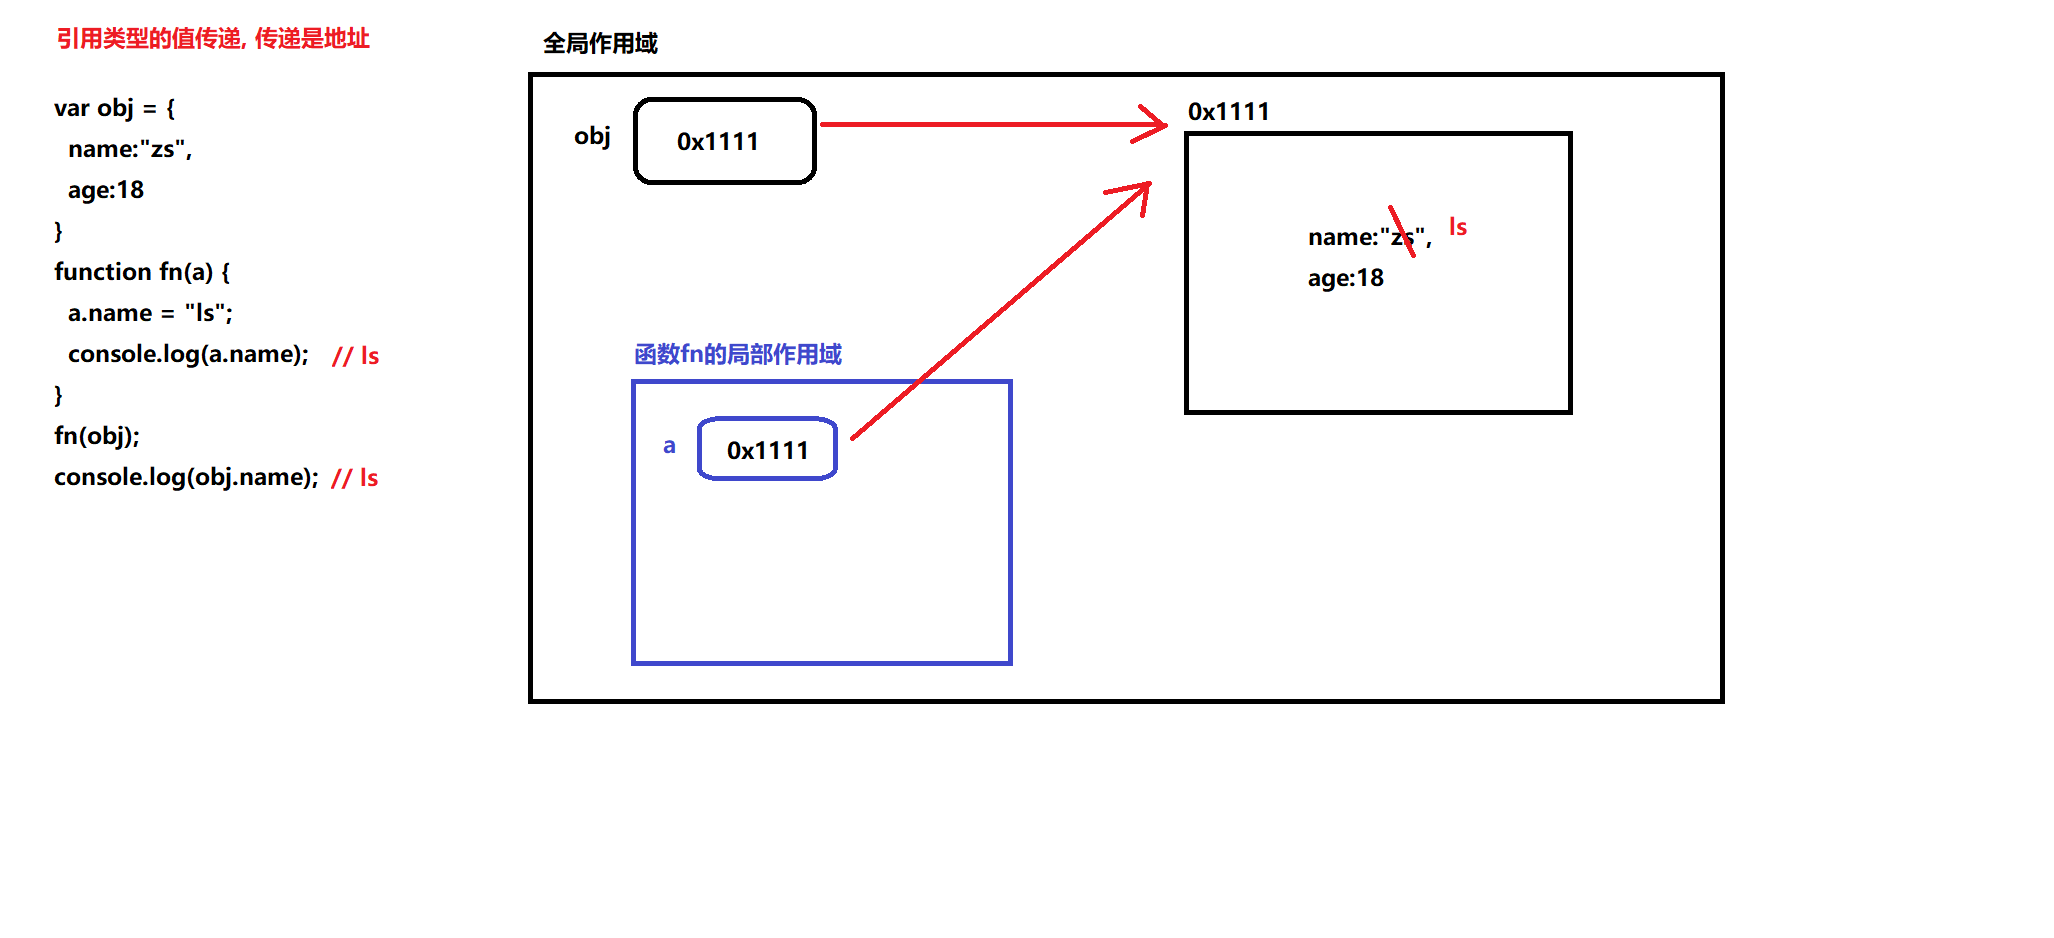 引用类型的值传递, 传递是地址
var obj = {
name:"zs",
age:18
}
function fn(a) {
a.name = "ls";
console.log(a.name); // ls
}
fn(obj);
console.log(obj.name); // ls
全局作用域
obj
0x1111
0x1111
name:"zs", ls
age:18
函数fn的局部作用域
a
0x1111